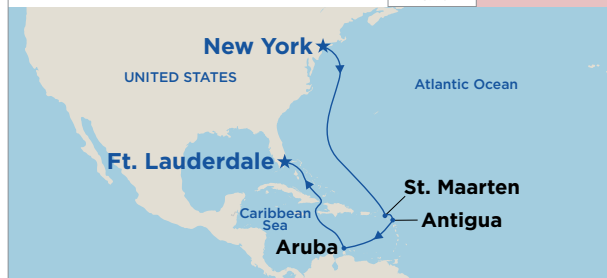 New York
UNITED STATES
Atlantic Ocean
Ft. Lauderdale
St. Maarten
Caribbean
Sea
Antigua
Aruba